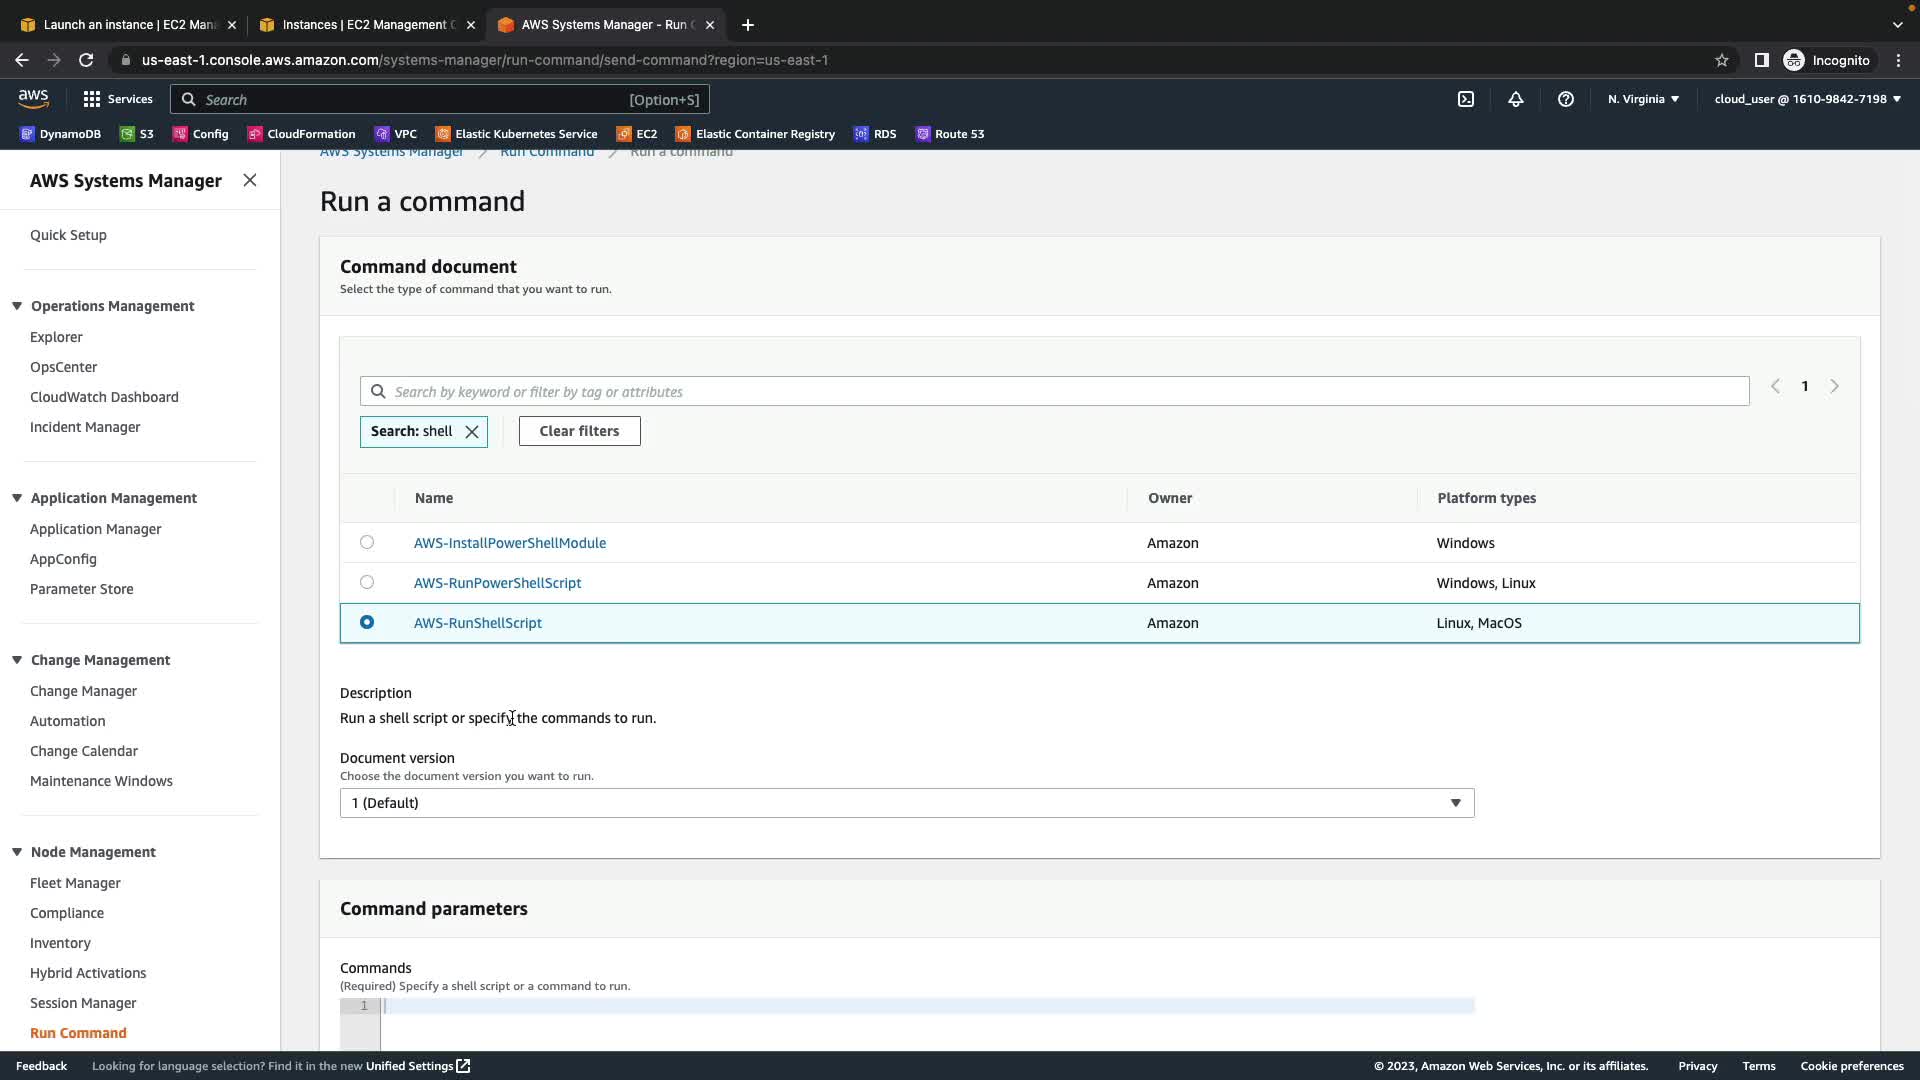 Launch an instance | EC2 Man
Instances | EC2 Management C
AWS Systems Manager - Run C
us-east-1.console.aws.amazon.com/systems-manager/run-command/send-command?region=us-east-1
Incognito
aws
Services
Search
[Option+S]
N. Virginia
cloud_user @ 1610-9842-7198
DynamoDB
S3
Config
CloudFormation
VPC
Elastic Kubernetes Service
EC2
Elastic Container Registry
RDS
Route 53
AWS Systems Manager
Quick Setup
Operations Management
Explorer
OpsCenter
CloudWatch Dashboard
Incident Manager
Application Management
Application Manager
AppConfig
Parameter Store
Change Management
Change Manager
Automation
Change Calendar
Maintenance Windows
Node Management
Fleet Manager
Compliance
Inventory
Hybrid Activations
Session Manager
Run Command
AWS Systems Manager
Run Command
Run a command
Run a command
Command document
Select the type of command that you want to run.
Search by keyword or filter by tag or attributes
1
Search: shell
Clear filters
Name Owner Platform types
AWS-InstallPowerShellModule Amazon Windows
AWS-RunPowerShellScript Amazon Windows, Linux
AWS-RunShellScript Amazon Linux, MacOS
Description
Run a shell script or specify the commands to run.
Document version
Choose the document version you want to run.
1 (Default)
Command parameters
Commands
(Required) Specify a shell script or a command to run.
1
Feedback
Looking for language selection? Find it in the new Unified Settings
© 2023, Amazon Web Services, Inc. or its affiliates.
Privacy
Terms
Cookie preferences